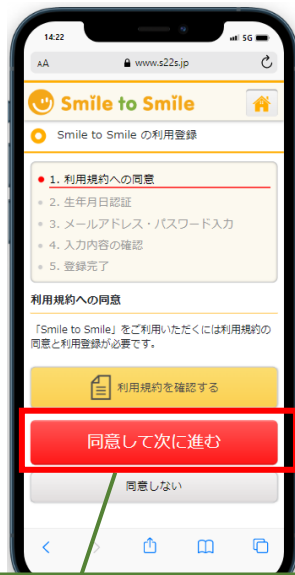 14:22
5G
AA
www.s22s.jp
Smile to Smile
Smile to Smile の利用登録
1. 利用規約への同意
2. 生年月日認証
3. メールアドレス・パスワード入力
4. 入力内容の確認
5. 登録完了
利用規約への同意
「Smile to Smile」をご利用いただくには利用規約の
同意と利用登録が必要です。
利用規約を確認する
同意して次に進む
同意しない